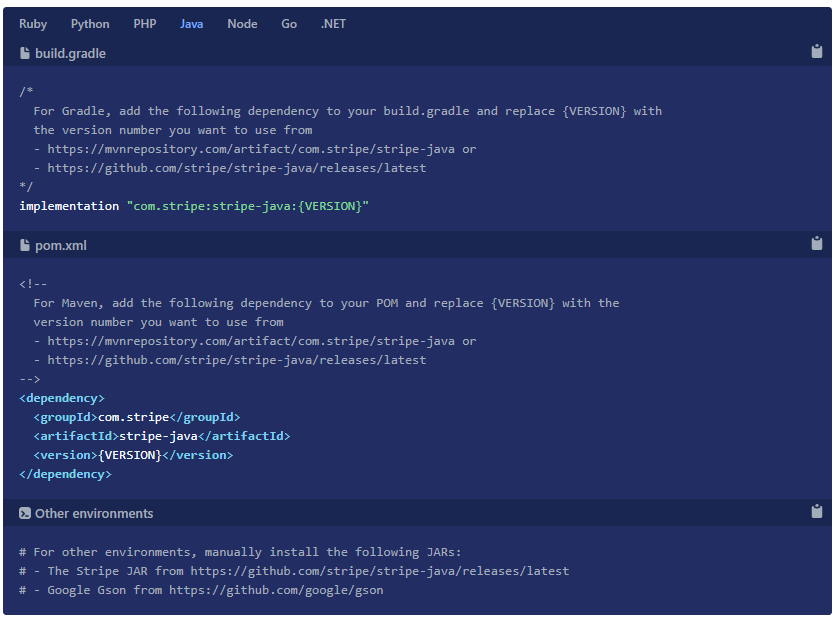 Ruby Python PHP Java Node Go .NET
build.gradle
/*
  For Gradle, add the following dependency to your build.gradle and replace {VERSION} with
  the version number you want to use from
  - https://mvnrepository.com/artifact/com.stripe/stripe-java or
  - https://github.com/stripe/stripe-java/releases/latest
*/
implementation "com.stripe:stripe-java:{VERSION}"
pom.xml
<!--
  For Maven, add the following dependency to your POM and replace {VERSION} with the
  version number you want to use from
  - https://mvnrepository.com/artifact/com.stripe/stripe-java or
  - https://github.com/stripe/stripe-java/releases/latest
-->
<dependency>
  <groupId>com.stripe</groupId>
  <artifactId>stripe-java</artifactId>
  <version>{VERSION}</version>
</dependency>
Other environments
# For other environments, manually install the following JARs:
# - The Stripe JAR from https://github.com/stripe/stripe-java/releases/latest
# - Google Gson from https://github.com/google/gson